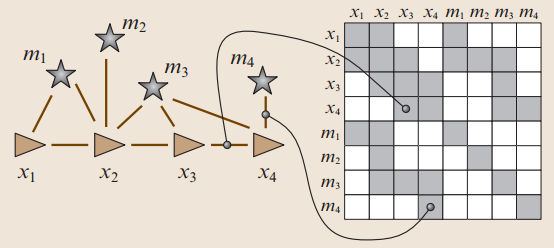 m₁
m₂
m₃
m₄
x₁ x₂ x₃ x₄
x₁ x₂ x₃ x₄ m₁ m₂ m₃ m₄
x₁
x₂
x₃
x₄
m₁
m₂
m₃
m₄